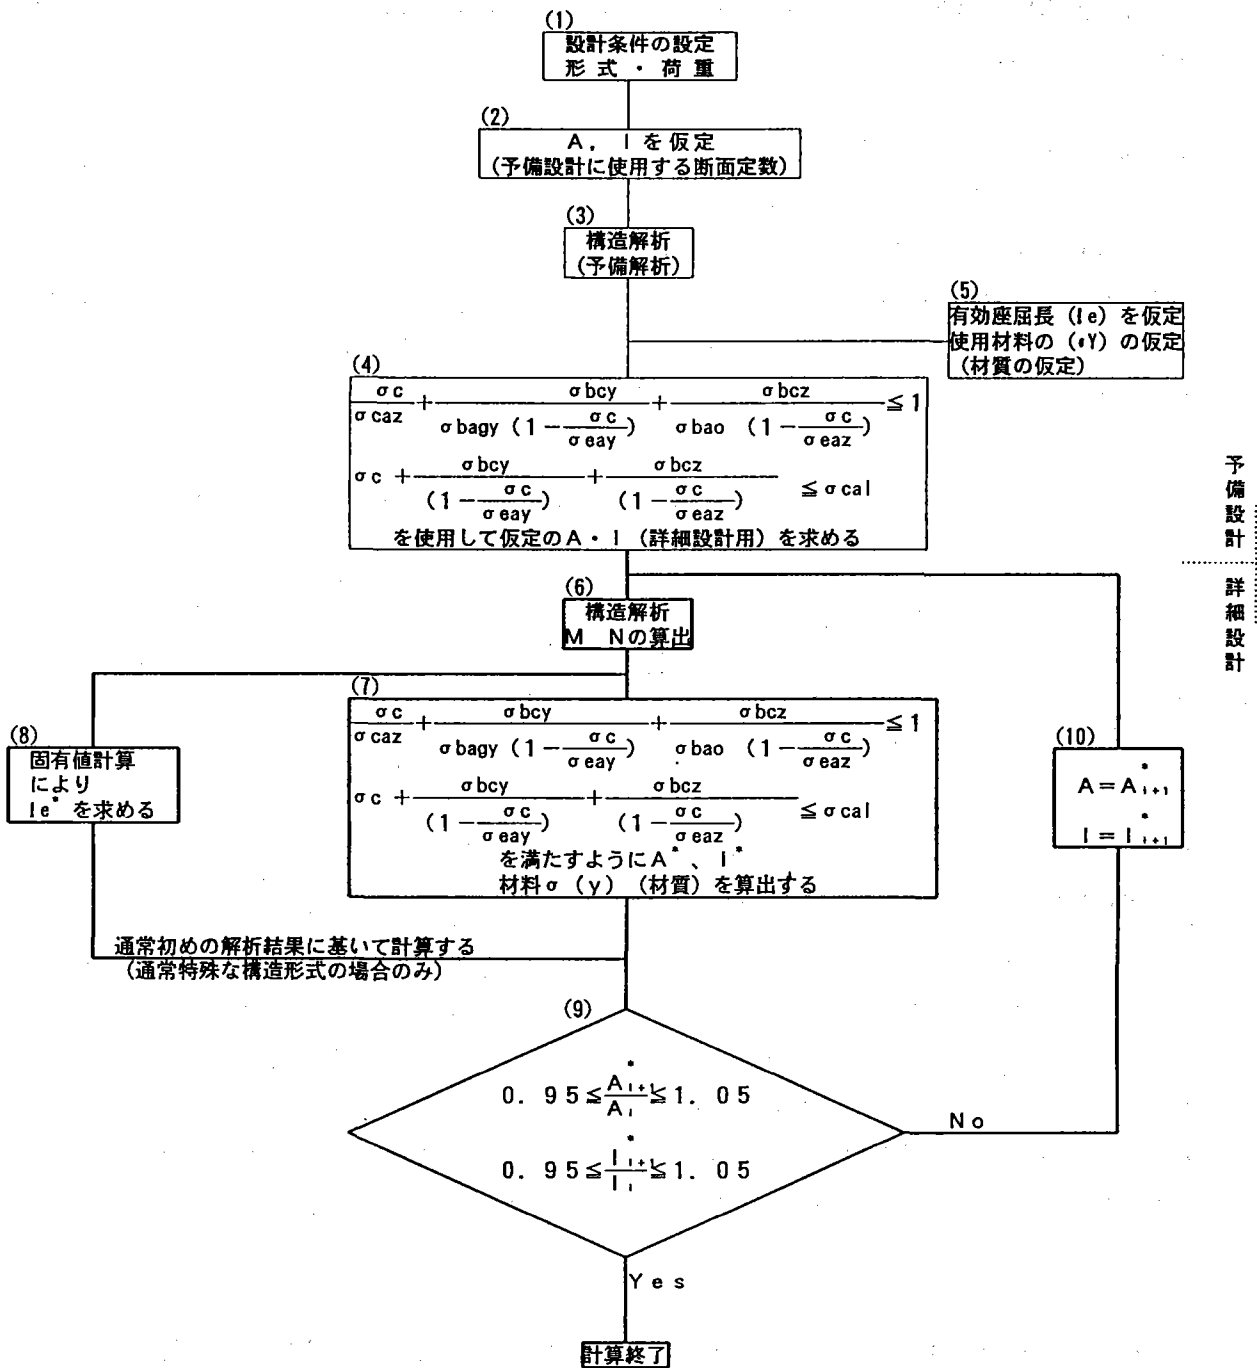 (1)
設計条件の設定
形式・荷重
(2)
A, Iを仮定
(予備設計に使用する断面定数)
(3)
構造解析
(予備解析)
(5)
有効座屈長(le)を仮定
使用材料の(σY)の仮定
(材質の仮定)
(4)
σc/σcaz + σbcy/σbagy(1-σc/σeay) + σbcz/σbao(1-σc/σeaz) ≦1
σc + σbcy/(1-σc/σeay) + σbcz/(1-σc/σeaz) ≦σcal
を使用して仮定のA・I(詳細設計用)を求める
予備設計
詳細設計
(6)
構造解析
M Nの算出
(7)
σc/σcaz + σbcy/σbagy(1-σc/σeay) + σbcz/σbao(1-σc/σeaz) ≦1
σc + σbcy/(1-σc/σeay) + σbcz/(1-σc/σeaz) ≦σcal
を満たすようにA*、I*
材料σ(y)(材質)を算出する
(8)
固有値計算
により
le*を求める
(10)
A=A*i+1
I=I*i+1
通常初めの解析結果に基いて計算する
(通常特殊な構造形式の場合のみ)
(9)
0.95≦A*i+1/Ai≦1.05
0.95≦I*i+1/Ii≦1.05
No
Yes
計算終了